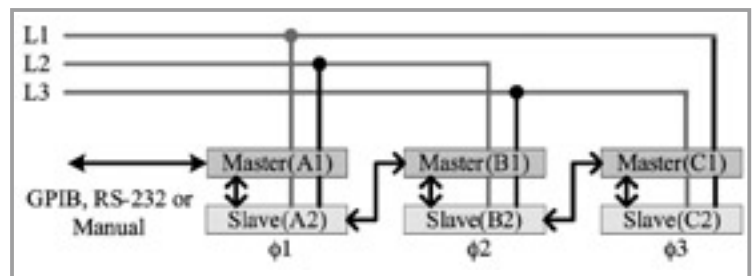 L1
L2
L3
Master(A1) Master(B1) Master(C1)
GPIB, RS-232 or
Manual
Slave(A2) Slave(B2) Slave(C2)
ϕ1 ϕ2 ϕ3